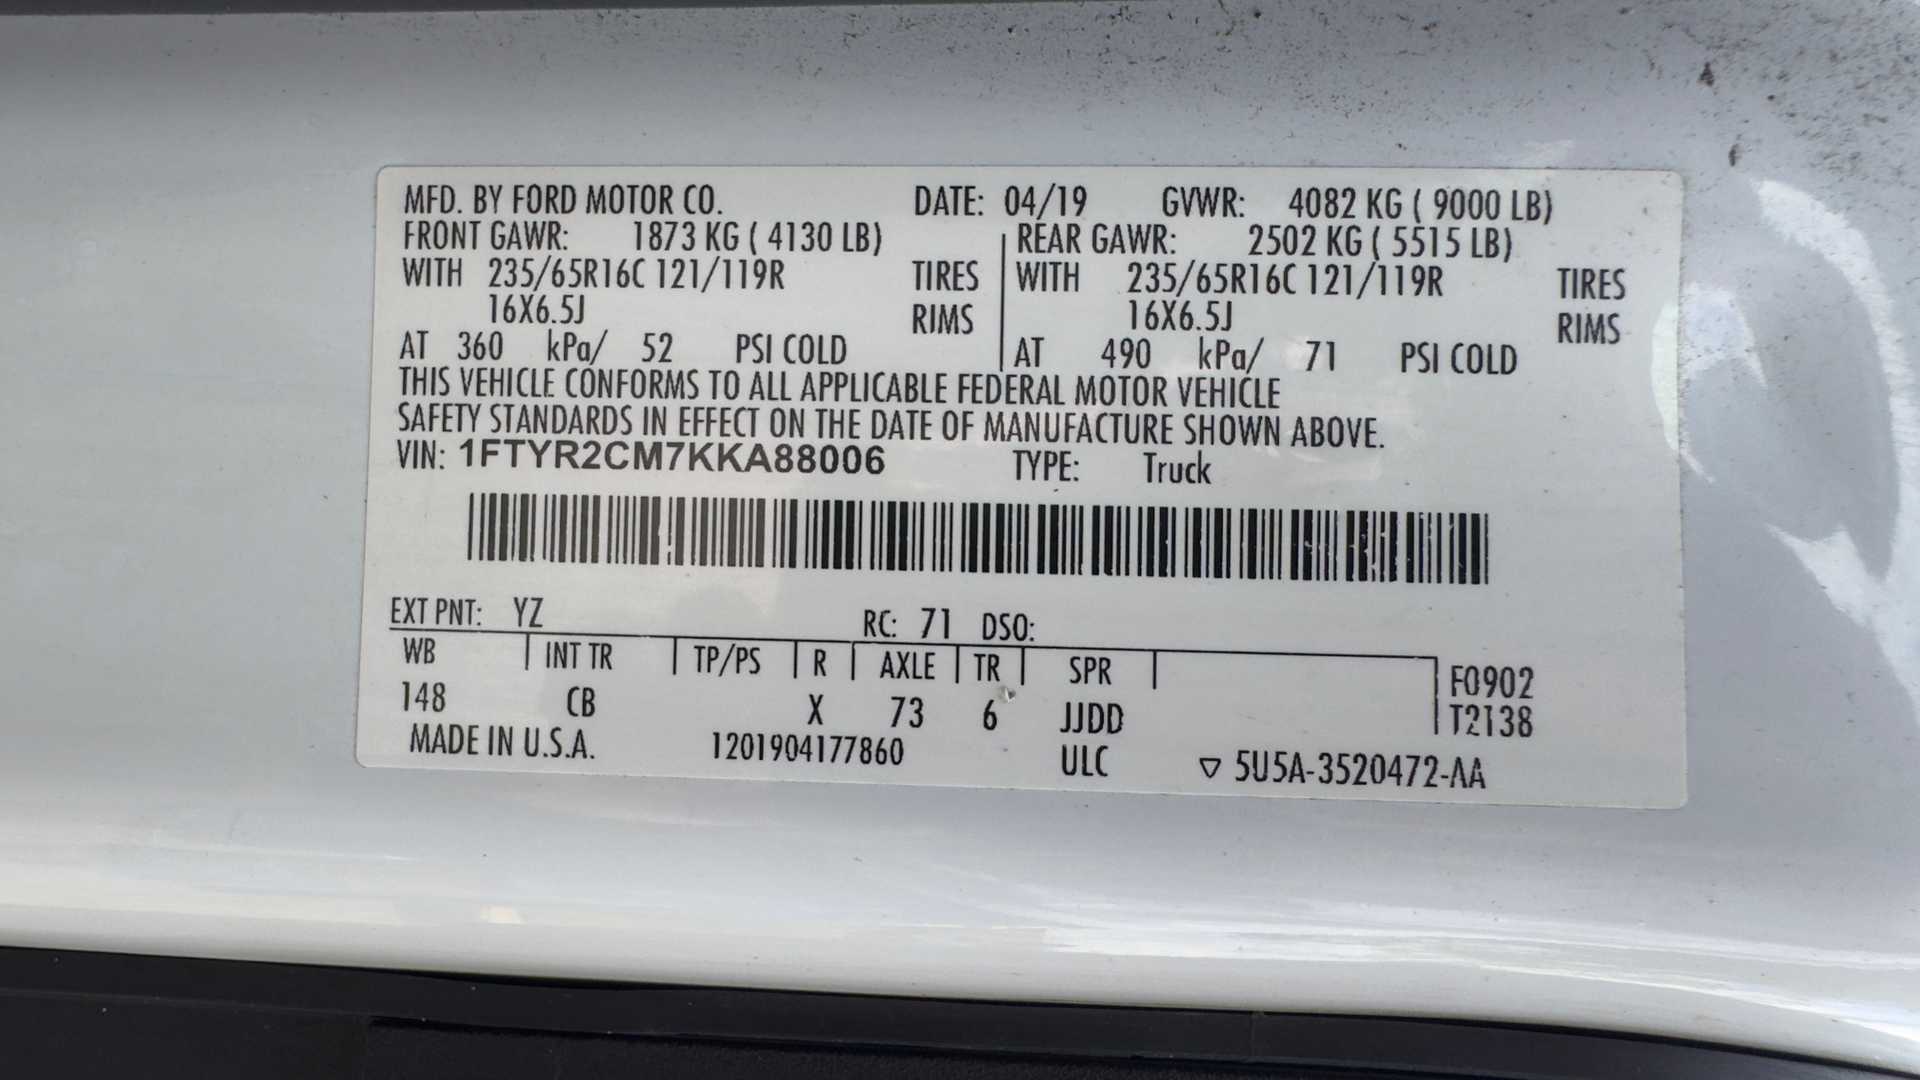 MFD. BY FORD MOTOR CO. DATE: 04/19 GVWR: 4082 KG ( 9000 LB)
FRONT GAWR: 1873 KG ( 4130 LB) REAR GAWR: 2502 KG ( 5515 LB)
WITH 235/65R16C 121/119R TIRES WITH 235/65R16C 121/119R TIRES
16X6.5J RIMS 16X6.5J RIMS
AT 360 kPa/ 52 PSI COLD AT 490 kPa/ 71 PSI COLD
THIS VEHICLE CONFORMS TO ALL APPLICABLE FEDERAL MOTOR VEHICLE
SAFETY STANDARDS IN EFFECT ON THE DATE OF MANUFACTURE SHOWN ABOVE.
VIN: 1FTYR2CM7KKA88006 TYPE: Truck
EXT PNT: YZ RC: 71 DSO:
WB INT TR TP/PS R AXLE TR SPR F0902
148 CB X 73 6 JJDD T2138
MADE IN U.S.A. 1201904177860 ULC ▽ 5U5A-3520472-AA